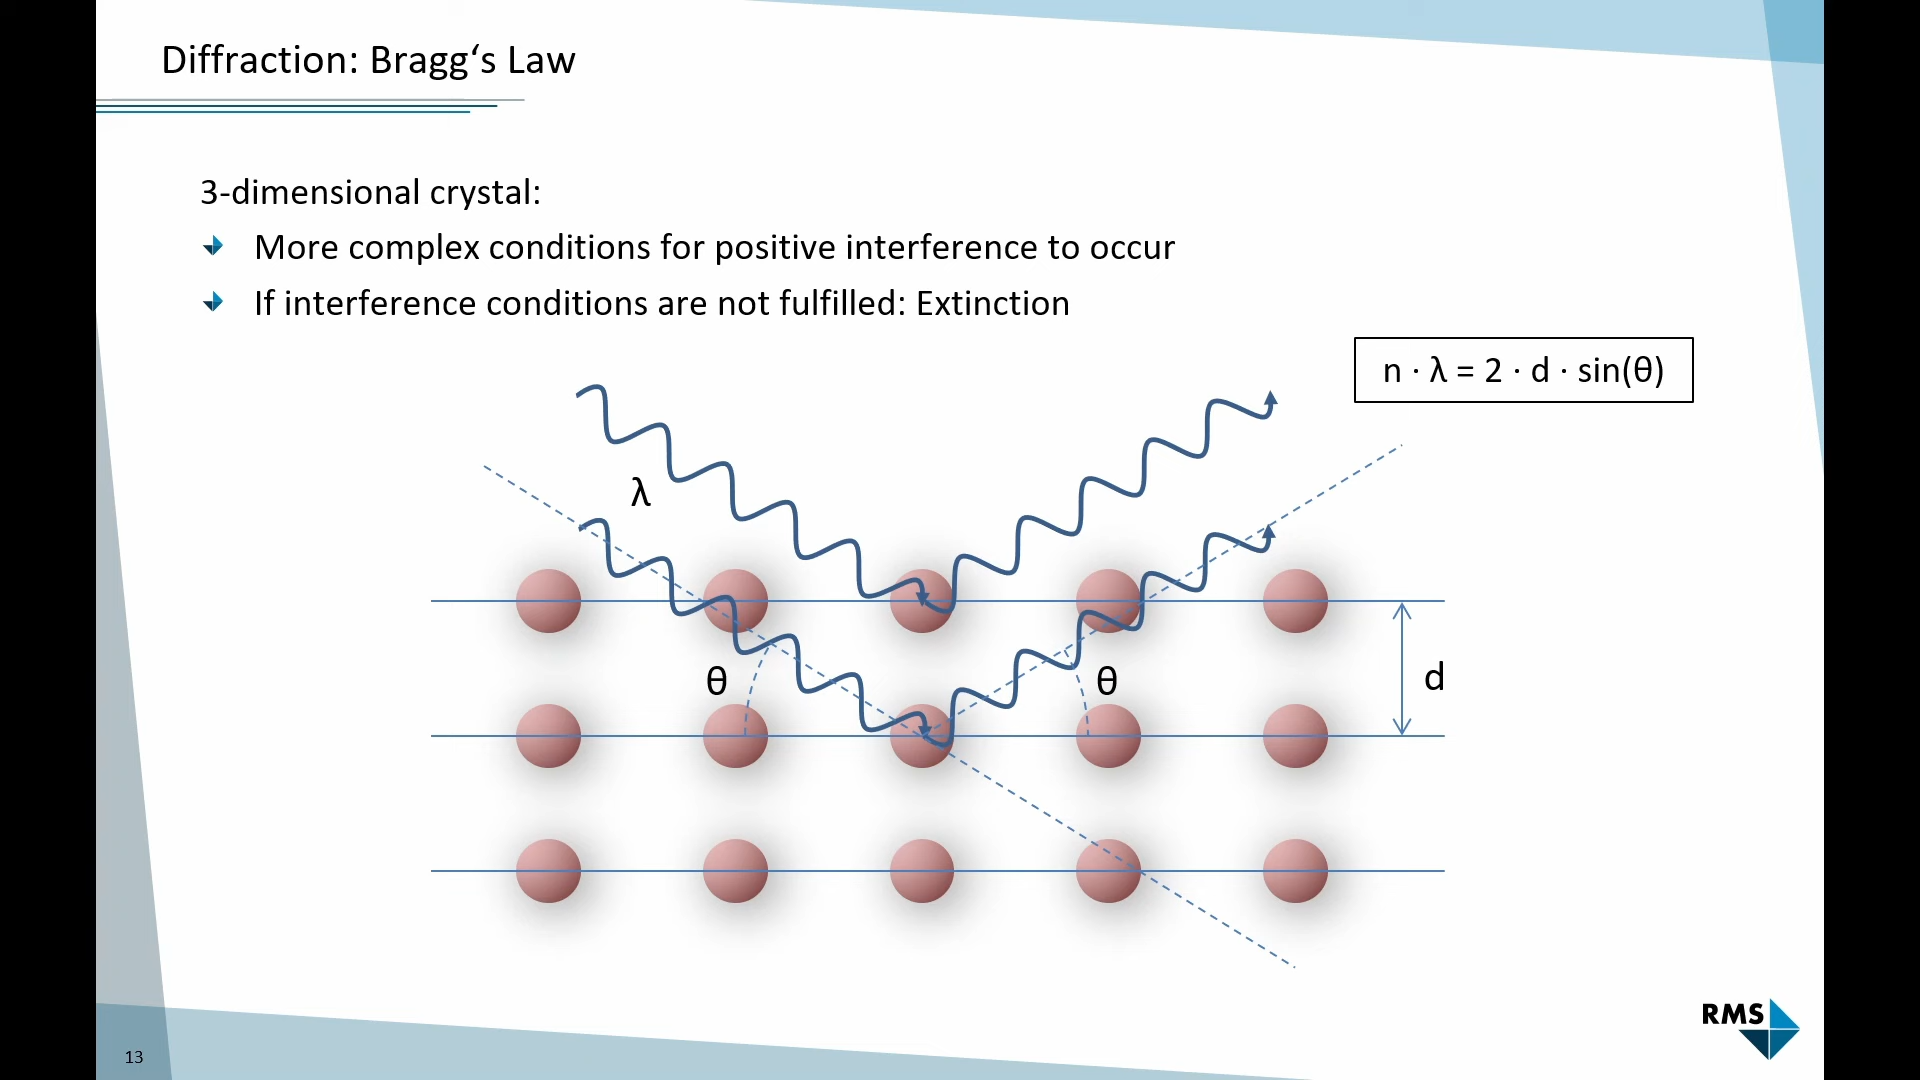 Diffraction: Bragg‘s Law
3-dimensional crystal:
More complex conditions for positive interference to occur
If interference conditions are not fulfilled: Extinction
n · λ = 2 · d · sin(θ)
λ
θ
θ
d
RMS
13